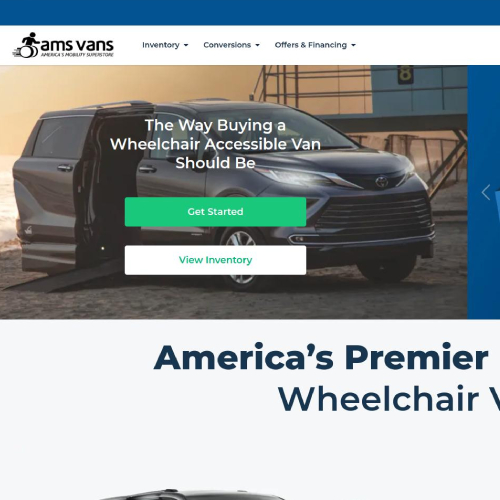 ams vans
AMERICA'S MOBILITY SUPERSTORE
Inventory
Conversions
Offers & Financing
8
The Way Buying a
Wheelchair Accessible Van
Should Be
Get Started
View Inventory
America's Premier
Wheelchair V